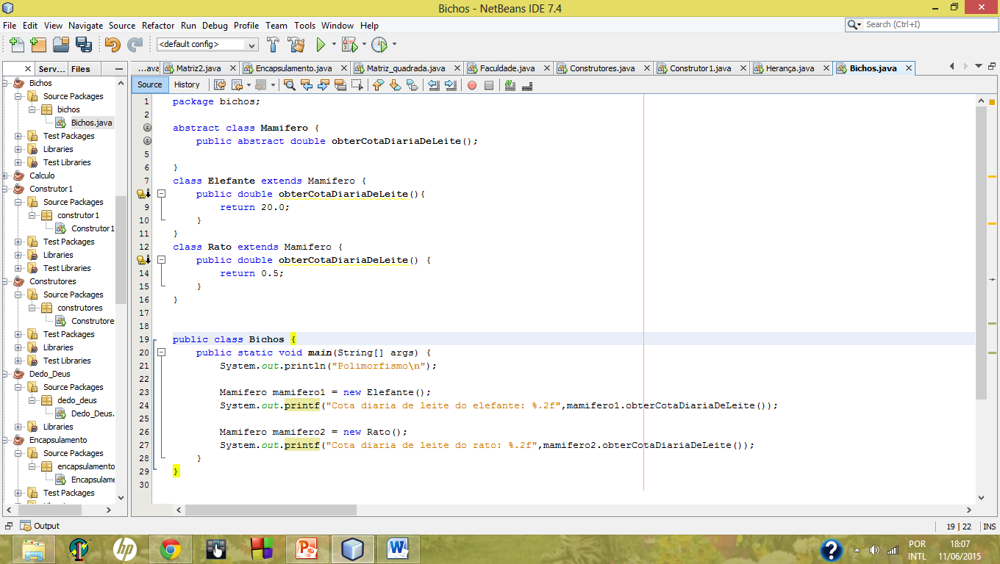 Bichos - NetBeans IDE 7.4
File Edit View Navigate Source Refactor Run Debug Profile Team Tools Window Help
Search (Ctrl+I)
<default config>
Serv... Files
...ava Matriz2.java Encapsulamento.java Matriz_quadrada.java Faculdade.java Construtores.java Construtor1.java Herança.java Bichos.java
Source History
Bichos
Source Packages
bichos
Bichos.java
Test Packages
Libraries
Test Libraries
Calculo
Construtor1
Source Packages
construtor1
Construtor1
Test Packages
Libraries
Test Libraries
Construtores
Source Packages
construtores
Construtore
Test Packages
Libraries
Test Libraries
Dedo_Deus
Source Packages
dedo_deus
Dedo_Deus.
Libraries
Encapsulamento
Source Packages
encapsulamento
Encapsulame
Test Packages
1 package bichos;
2
abstract class Mamifero {
public abstract double obterCotaDiariaDeLeite();
5
6 }
7 class Elefante extends Mamifero {
public double obterCotaDiariaDeLeite(){
9 return 20.0;
10 }
11 }
12 class Rato extends Mamifero {
public double obterCotaDiariaDeLeite() {
14 return 0.5;
15 }
16 }
17
18
19 public class Bichos {
20 public static void main(String[] args) {
21 System.out.println("Polimorfismo\n");
22
23 Mamifero mamifero1 = new Elefante();
24 System.out.printf("Cota diaria de leite do elefante: %.2f",mamifero1.obterCotaDiariaDeLeite());
25
26 Mamifero mamifero2 = new Rato();
27 System.out.printf("Cota diaria de leite do rato: %.2f",mamifero2.obterCotaDiariaDeLeite());
28 }
29 }
30
Output
19 | 22 INS
POR
INTL
18:07
11/06/2015